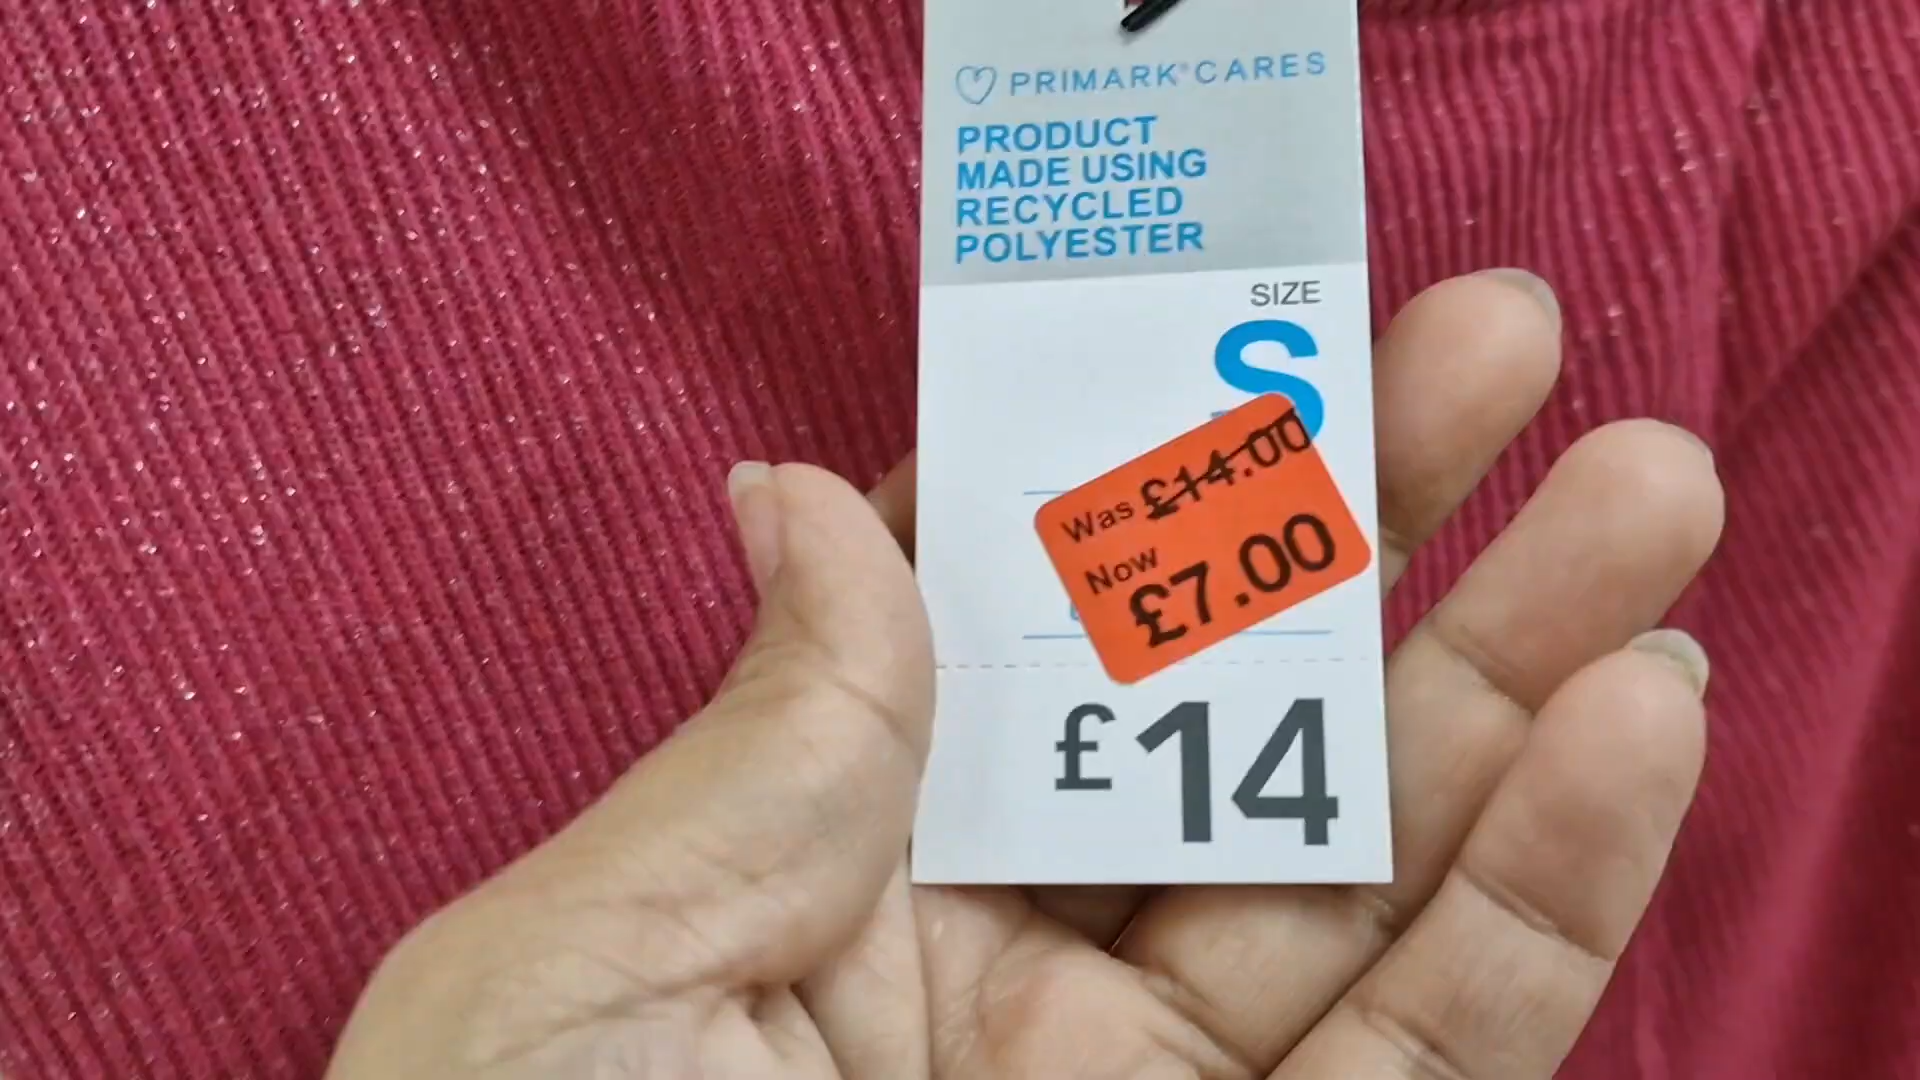 PRIMARK® CARES
PRODUCT
MADE USING
RECYCLED
POLYESTER
SIZE
S
Was £14.00
Now
£7.00
£14